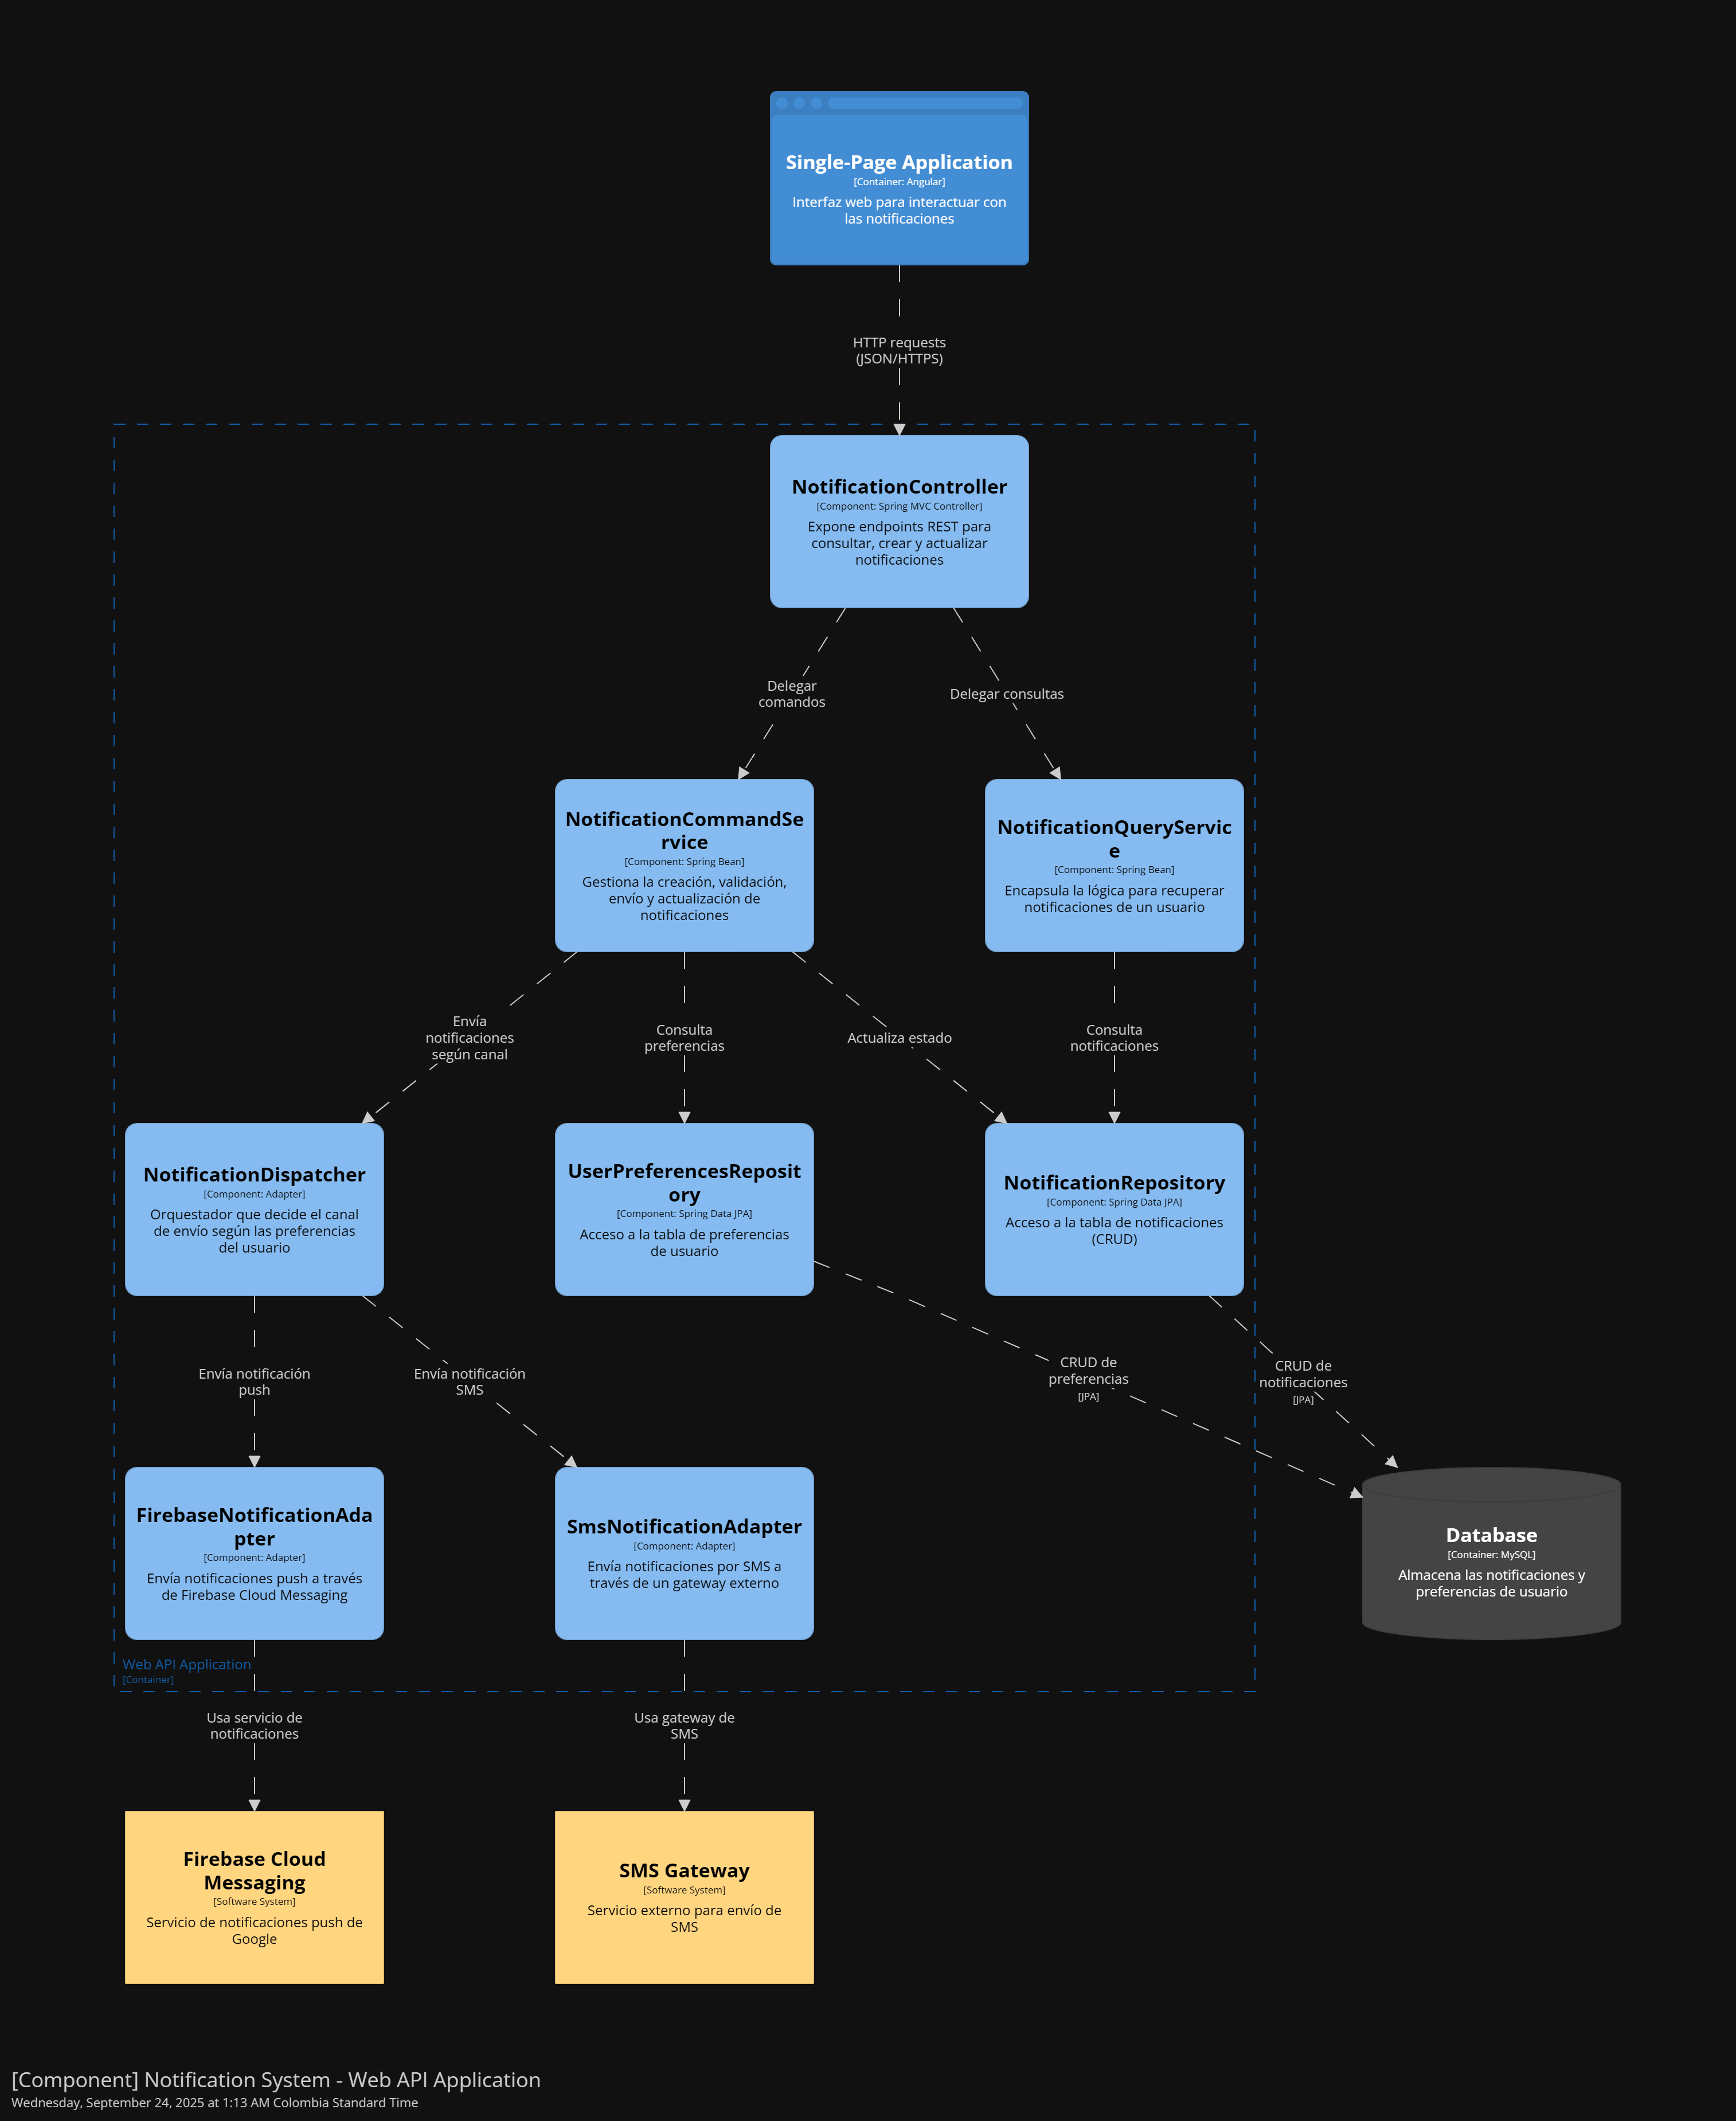 Single-Page Application
[Container: Angular]
Interfaz web para interactuar con
las notificaciones
HTTP requests
(JSON/HTTPS)
NotificationController
[Component: Spring MVC Controller]
Expone endpoints REST para
consultar, crear y actualizar
notificaciones
Delegar
comandos
Delegar consultas
NotificationCommandSe
rvice
[Component: Spring Bean]
Gestiona la creación, validación,
envío y actualización de
notificaciones
NotificationQueryServic
e
[Component: Spring Bean]
Encapsula la lógica para recuperar
notificaciones de un usuario
Envía
notificaciones
según canal
Consulta
preferencias
Actualiza estado
Consulta
notificaciones
NotificationDispatcher
[Component: Adapter]
Orquestador que decide el canal
de envío según las preferencias
del usuario
UserPreferencesReposit
ory
[Component: Spring Data JPA]
Acceso a la tabla de preferencias
de usuario
NotificationRepository
[Component: Spring Data JPA]
Acceso a la tabla de notificaciones
(CRUD)
Envía notificación
push
Envía notificación
SMS
CRUD de
preferencias
[JPA]
CRUD de
notificaciones
[JPA]
FirebaseNotificationAda
pter
[Component: Adapter]
Envía notificaciones push a través
de Firebase Cloud Messaging
SmsNotificationAdapter
[Component: Adapter]
Envía notificaciones por SMS a
través de un gateway externo
Database
[Container: MySQL]
Almacena las notificaciones y
preferencias de usuario
Web API Application
[Container]
Usa servicio de
notificaciones
Usa gateway de
SMS
Firebase Cloud
Messaging
[Software System]
Servicio de notificaciones push de
Google
SMS Gateway
[Software System]
Servicio externo para envío de
SMS
[Component] Notification System - Web API Application
Wednesday, September 24, 2025 at 1:13 AM Colombia Standard Time